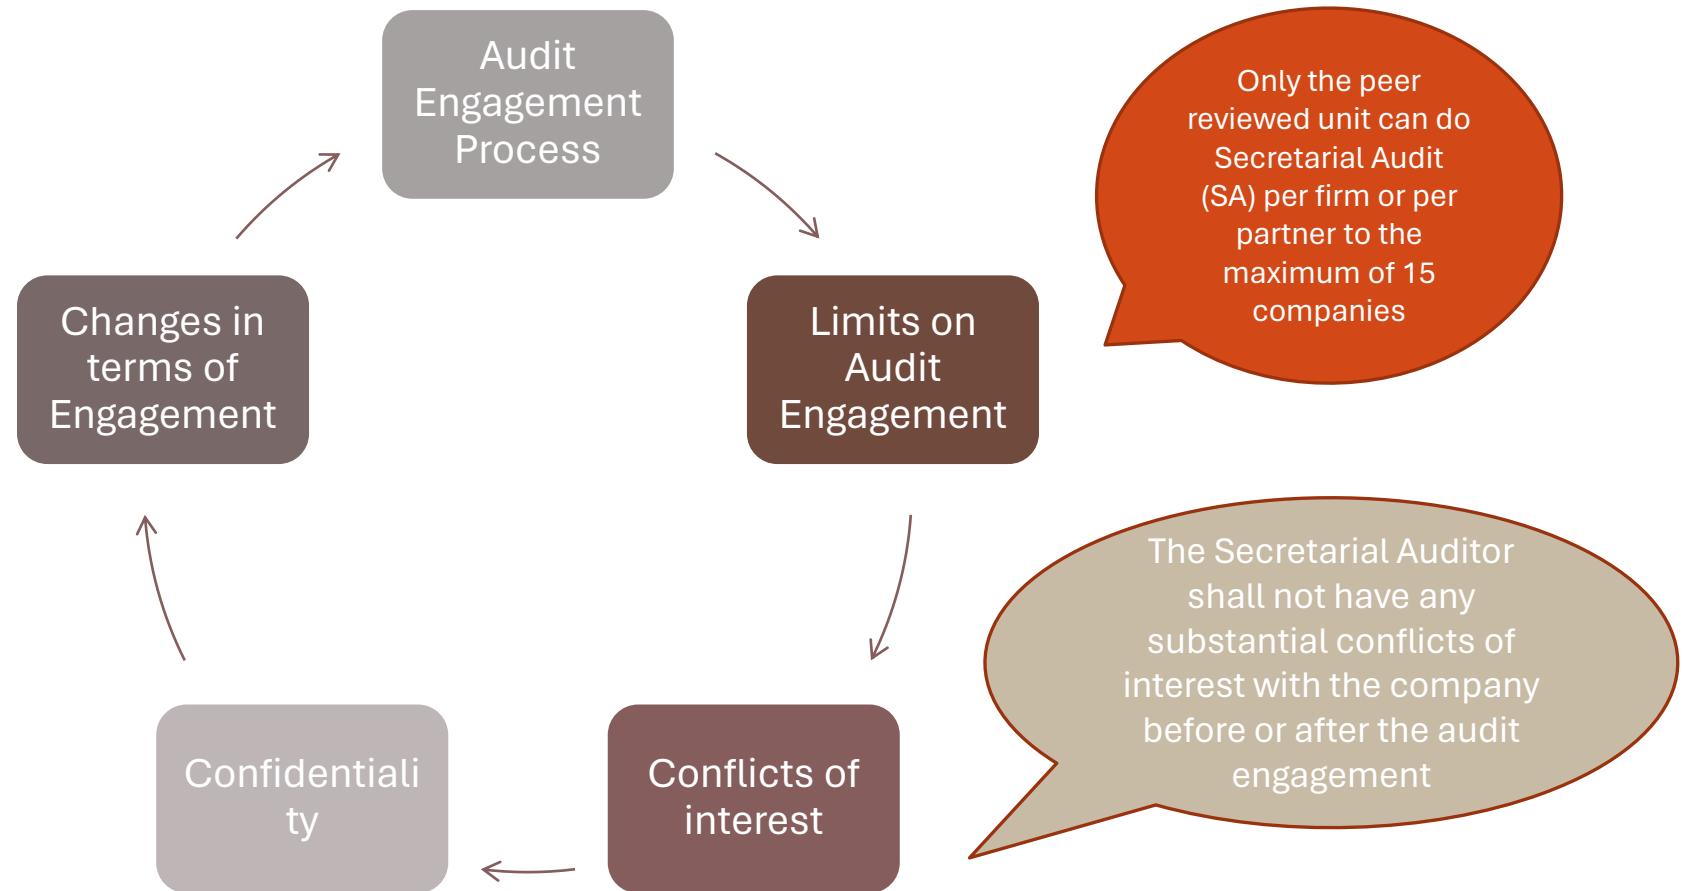 Audit
Engagement
Process
Only the peer
reviewed unit can do
Secretarial Audit
(SA) per firm or per
partner to the
maximum of 15
companies
Changes in
terms of
Engagement
Limits on
Audit
Engagement
The Secretarial Auditor
shall not have any
substantial conflicts of
interest with the company
before or after the audit
engagement
Confidentiali
ty
Conflicts of
interest